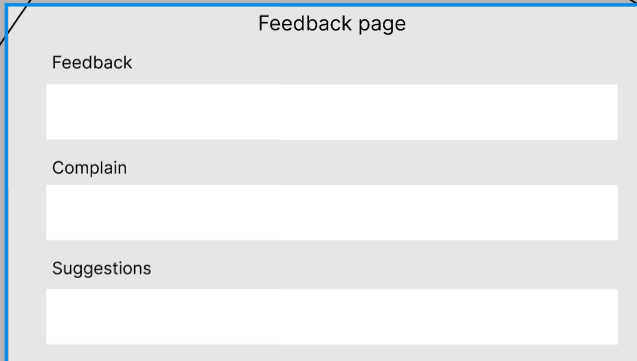 Feedback page
Feedback
Complain
Suggestions